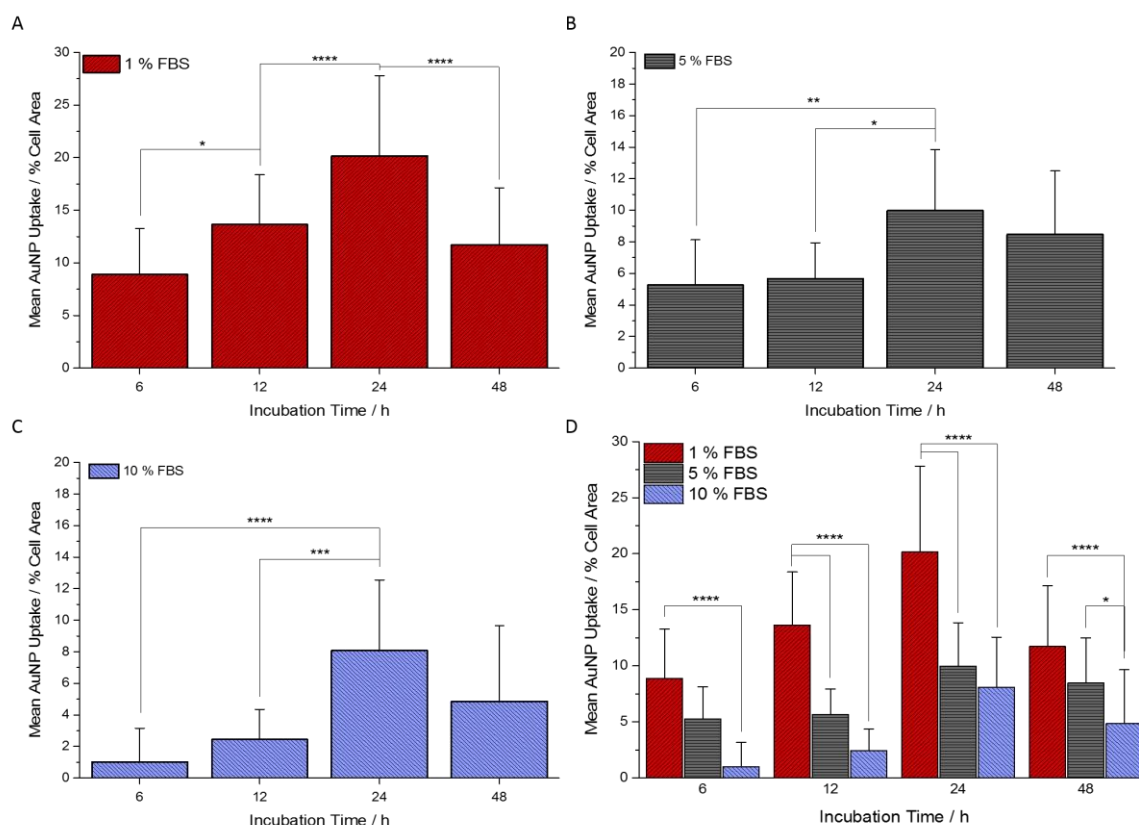 A
1 % FBS
Mean AuNP Uptake / % Cell Area
30
25
20
15
10
5
0
*
****
****
6 12 24 48
Incubation Time / h
B
5 % FBS
Mean AuNP Uptake / % Cell Area
20
18
16
14
12
10
8
6
4
2
0
**
*
6 12 24 48
Incubation Time / h
C
10 % FBS
Mean AuNP Uptake / % Cell Area
20
18
16
14
12
10
8
6
4
2
0
****
***
6 12 24 48
Incubation Time / h
D
1 % FBS
5 % FBS
10 % FBS
Mean AuNP Uptake / % Cell Area
30
25
20
15
10
5
0
****
****
****
****
*
6 12 24 48
Incubation Time / h